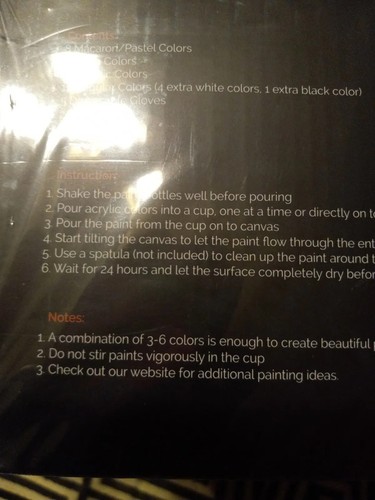 Contents:
Macaron/Pastel Colors
Colors
Colors
Colors (4 extra white colors, 1 extra black color)
Gloves
Instruction:
1. Shake the paint bottles well before pouring
2. Pour acrylic colors into a cup, one at a time or directly on
3. Pour the paint from the cup on to canvas
4. Start tilting the canvas to let the paint flow through the
5. Use a spatula (not included) to clean up the paint around
6. Wait for 24 hours and let the surface completely dry
Notes:
1. A combination of 3-6 colors is enough to create beautiful
2. Do not stir paints vigorously in the cup
3. Check out our website for additional painting ideas.